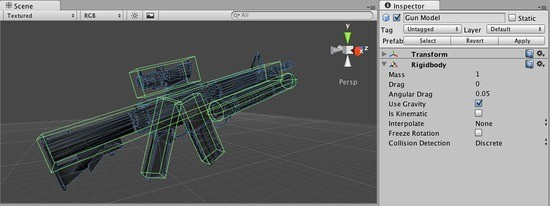 Scene
Textured RGB All
y
x
z
Persp
Inspector
Gun Model Static
Tag Untagged Layer Default
Prefab Select Revert Apply
Transform
Rigidbody
Mass 1
Drag 0
Angular Drag 0.05
Use Gravity
Is Kinematic
Interpolate None
Freeze Rotation
Collision Detection Discrete